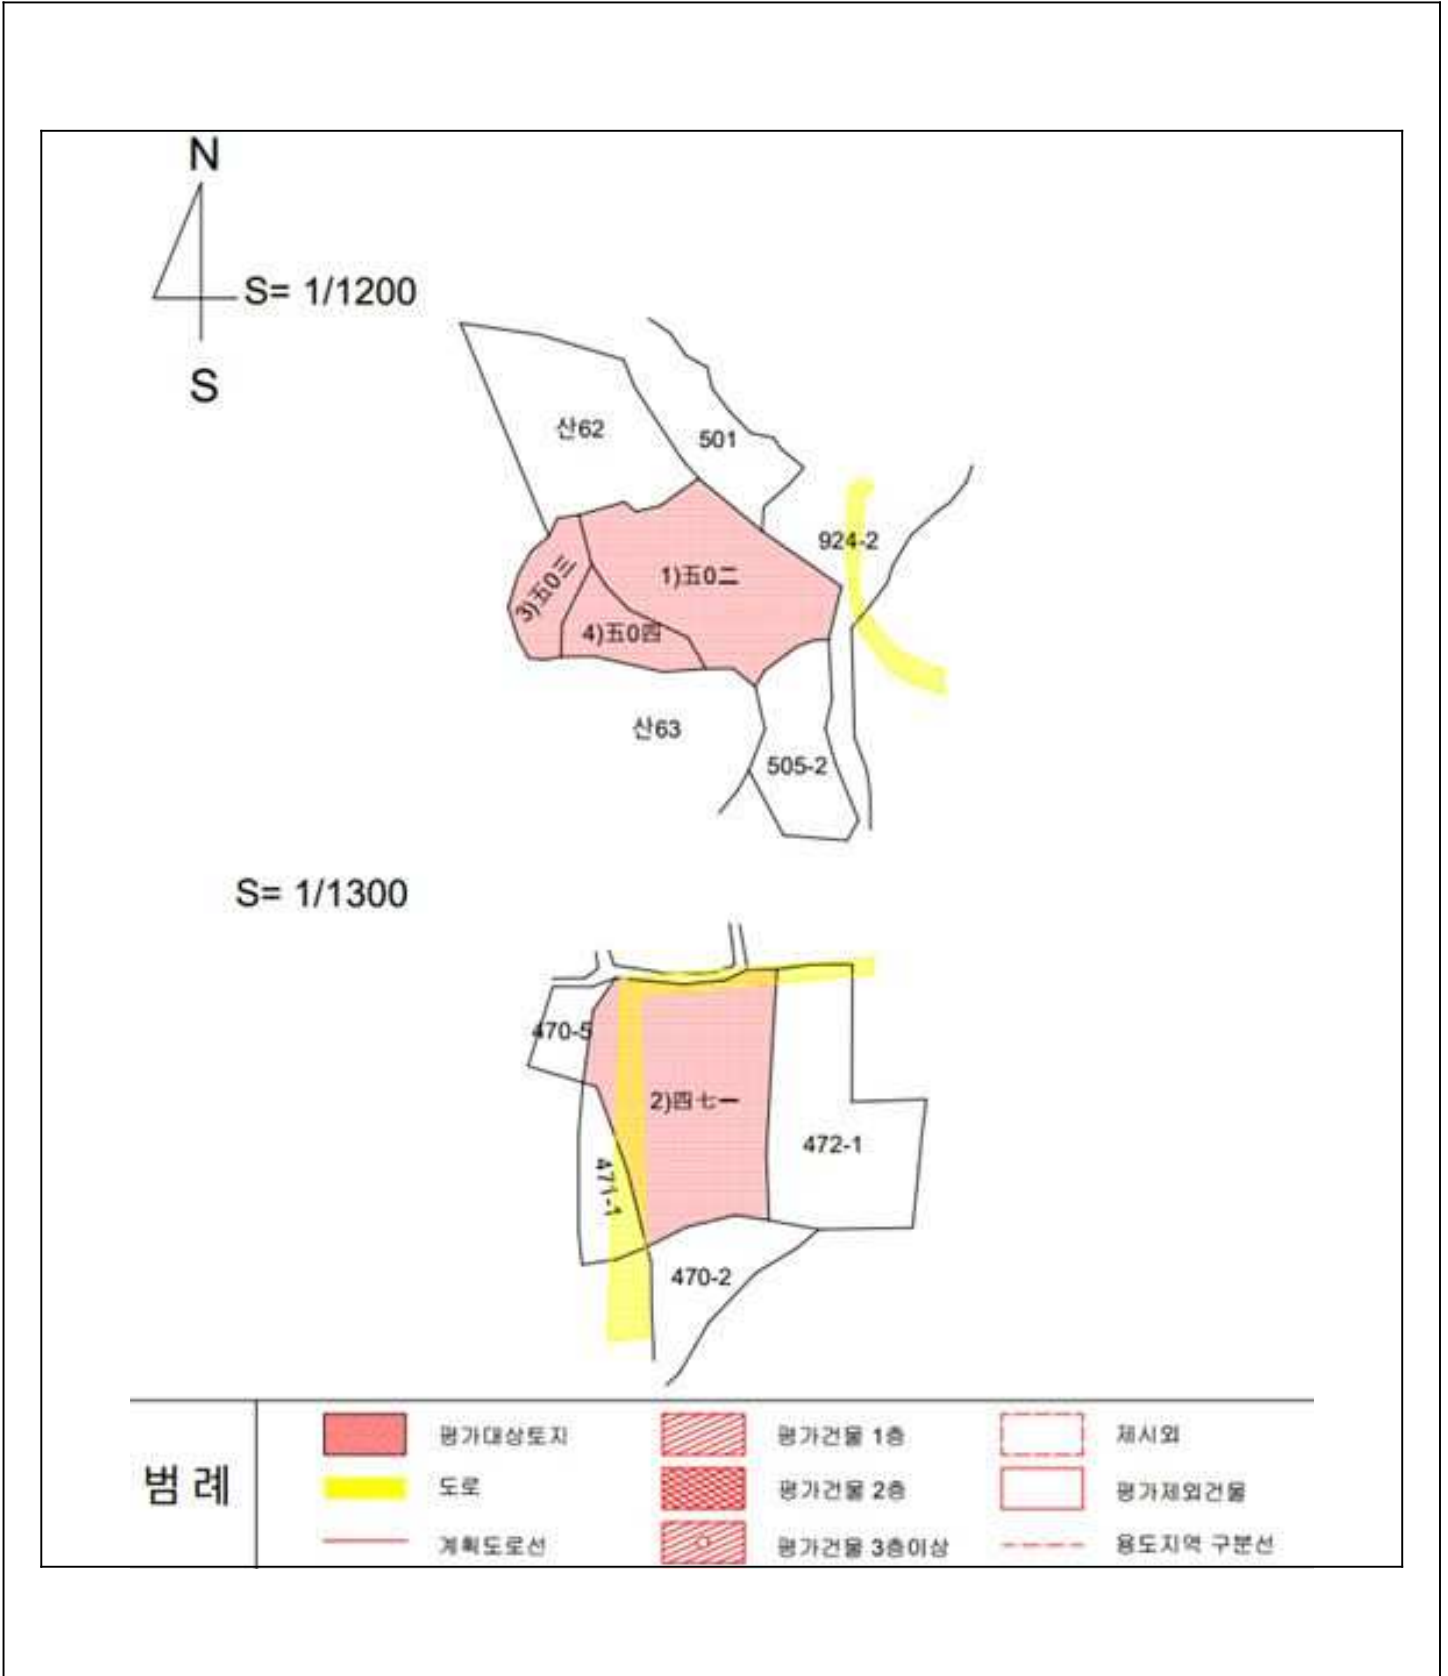 N
S= 1/1200
S
산62
501
924-2
1)五0二
3)五0三
4)五0四
산63
505-2
S= 1/1300
470-5
2)四七一
472-1
471-1
470-2
범 례
평가대상토지
평가건물 1층
제시외
도로
평가건물 2층
평가제외건물
계획도로선
평가건물 3층이상
용도지역 구분선